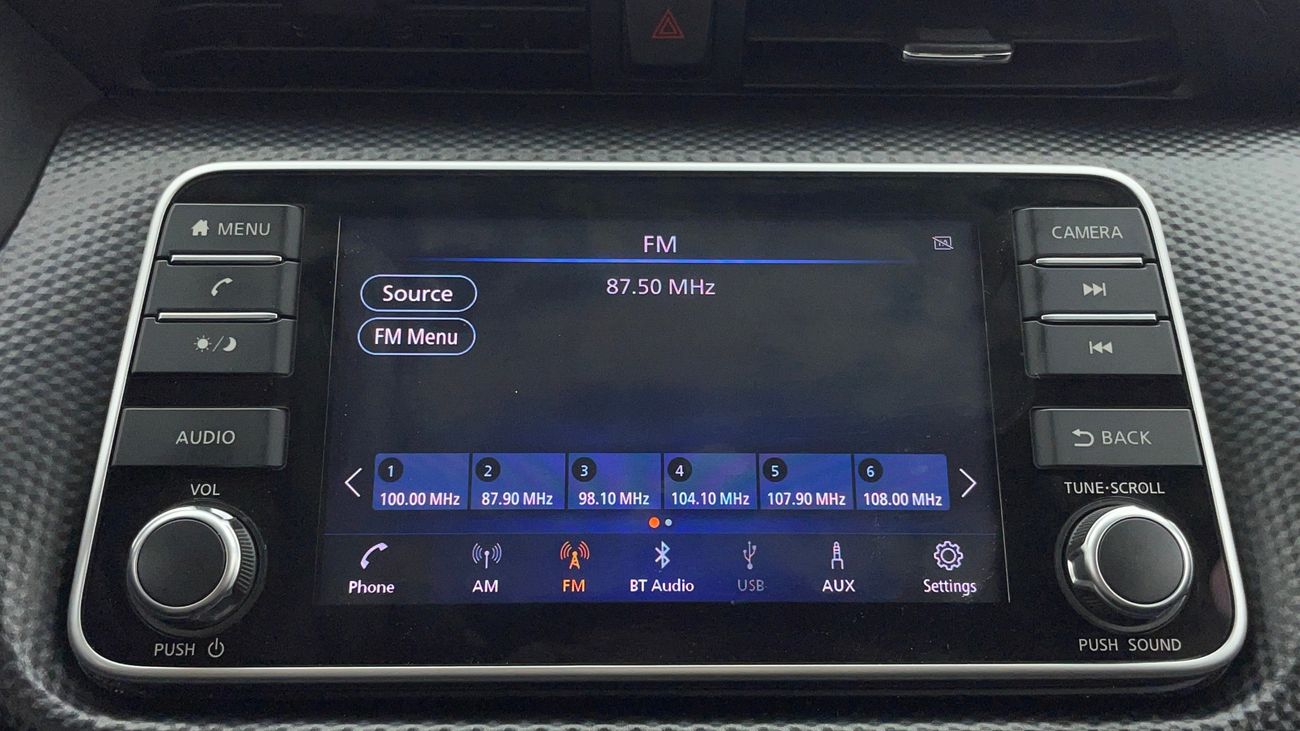 MENU
CAMERA
FM
TA
Source
87.50 MHz
FM Menu
AUDIO
BACK
VOL
TUNE·SCROLL
1
100.00 MHz
2
87.90 MHz
3
98.10 MHz
4
104.10 MHz
5
107.90 MHz
6
108.00 MHz
Phone
AM
FM
BT Audio
USB
AUX
Settings
PUSH
PUSH SOUND